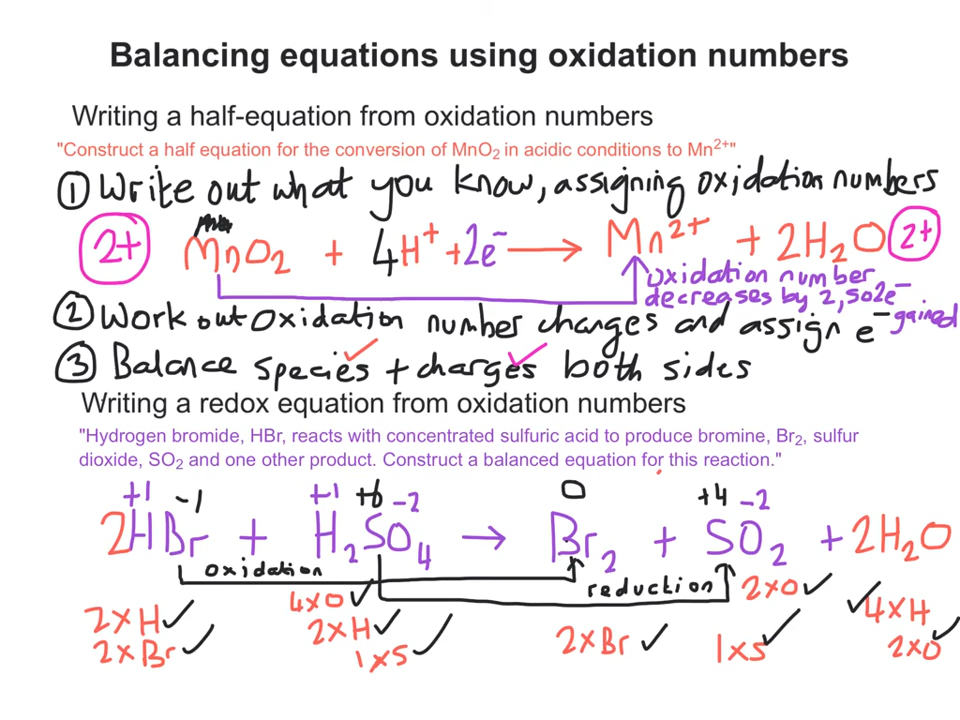 Balancing equations using oxidation numbers
Writing a half-equation from oxidation numbers
"Construct a half equation for the conversion of MnO₂ in acidic conditions to Mn²⁺"
① Write out what you know, assigning oxidation numbers
2+ MnO₂ + 4H⁺ + 2e⁻ → Mn²⁺ + 2H₂O 2+
oxidation number
decreases by 2, so 2e⁻
gained
② Work out oxidation number changes and assign e⁻
③ Balance species ✓ + charges ✓ both sides
Writing a redox equation from oxidation numbers
"Hydrogen bromide, HBr, reacts with concentrated sulfuric acid to produce bromine, Br₂, sulfur
dioxide, SO₂ and one other product. Construct a balanced equation for this reaction."
+1 -1 +1 +6 -2 0 +4 -2
2HBr + H₂SO₄ → Br₂ + SO₂ + 2H₂O
oxidation reduction
4×O ✓ 2×O ✓
2×H ✓ 2×H ✓ ✓ 4×H
2×Br ✓ 1×S ✓ 2×Br ✓ 1×S ✓ 2×O ✓